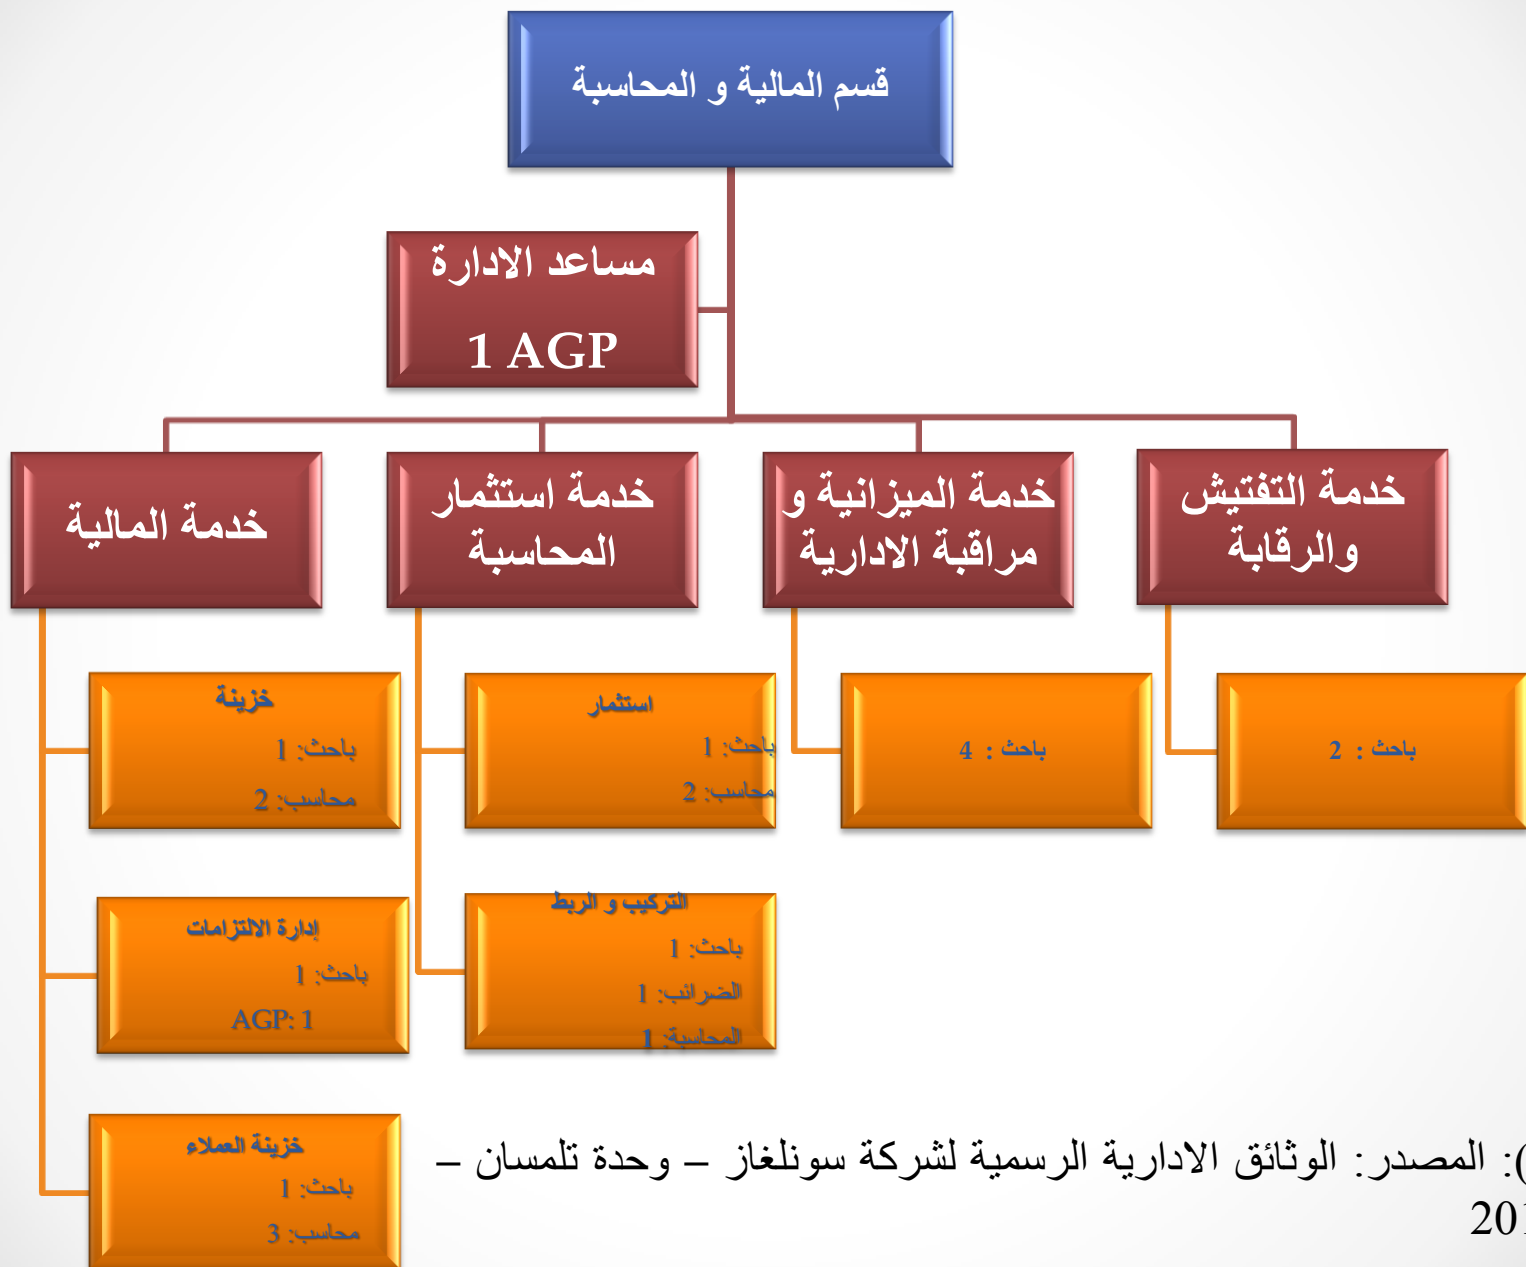 قسم المالية و المحاسبة
مساعد الادارة
1 AGP
خدمة التفتيش
والرقابة
خدمة الميزانية و
مراقبة الادارية
خدمة استثمار
المحاسبة
خدمة المالية
باحث : 2
باحث : 4
استثمار
باحث: 1
محاسب: 2
التركيب و الربط
باحث: 1
الضرائب: 1
المحاسبة: 1
خزينة
باحث: 1
محاسب: 2
إدارة الالتزامات
باحث: 1
AGP: 1
خزينة العملاء
باحث: 1
محاسب: 3
): المصدر: الوثائق الادارية الرسمية لشركة سونلغاز – وحدة تلمسان –